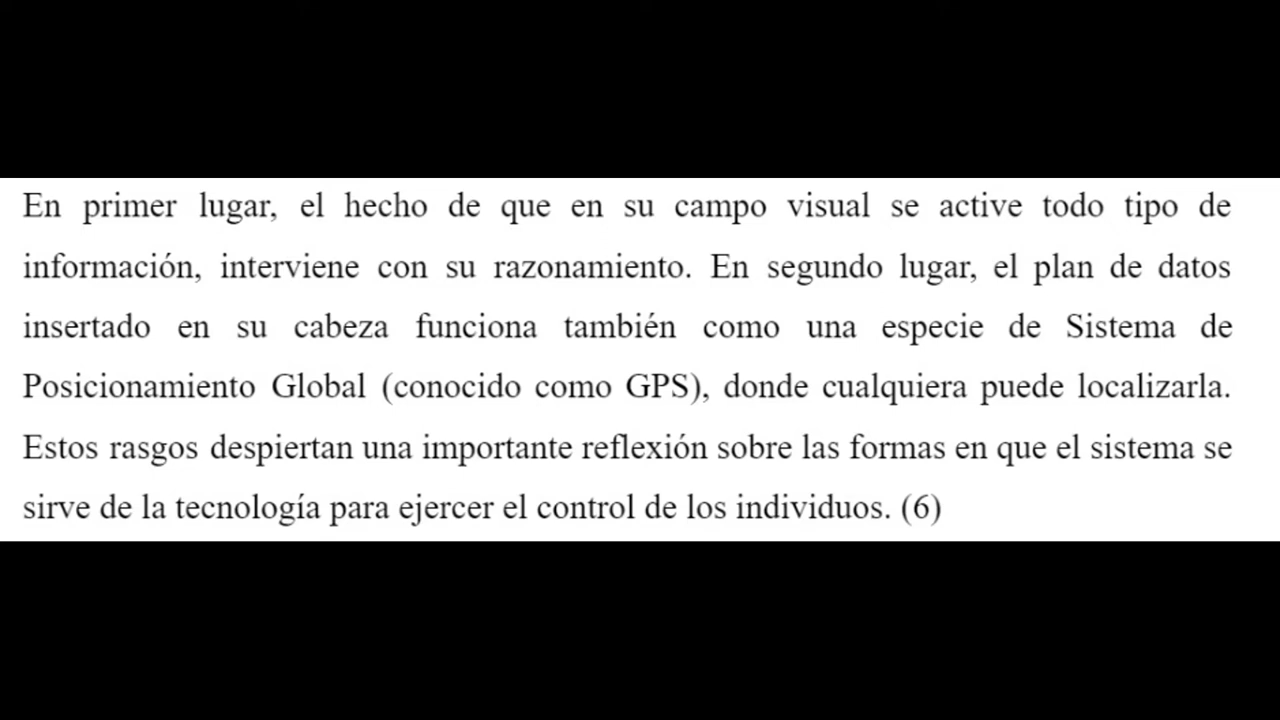 En primer lugar, el hecho de que en su campo visual se active todo tipo de
información, interviene con su razonamiento. En segundo lugar, el plan de datos
insertado en su cabeza funciona también como una especie de Sistema de
Posicionamiento Global (conocido como GPS), donde cualquiera puede localizarla.
Estos rasgos despiertan una importante reflexión sobre las formas en que el sistema se
sirve de la tecnología para ejercer el control de los individuos. (6)